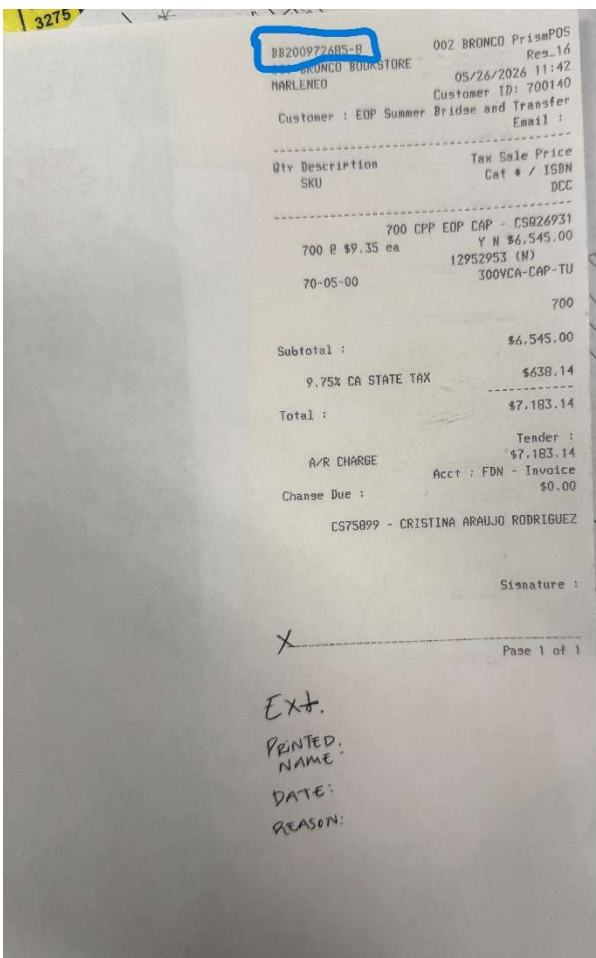 3275
BB200972685-B 002 BRONCO PrismPOS
BRONCO BOOKSTORE Reg_16
MARLENEO 05/26/2026 11:42
Customer ID: 700140
Customer : EOP Summer Bridge and Transfer
Email :
Qty Description Tax Sale Price
SKU Cat # / ISBN
DCC
700 CPP EOP CAP - CSQ26931
700 @ $9.35 ea Y N $6,545.00
12952953 (N)
70-05-00 300VCA-CAP-TU
700
Subtotal : $6,545.00
9.75% CA STATE TAX $638.14
Total : $7,183.14
Tender :
A/R CHARGE $7,183.14
Acct : FDN - Invoice
Change Due : $0.00
CS75899 - CRISTINA ARAUJO RODRIGUEZ
Signature :
X
Page 1 of 1
Ext.
PRINTED
NAME:
DATE:
REASON: